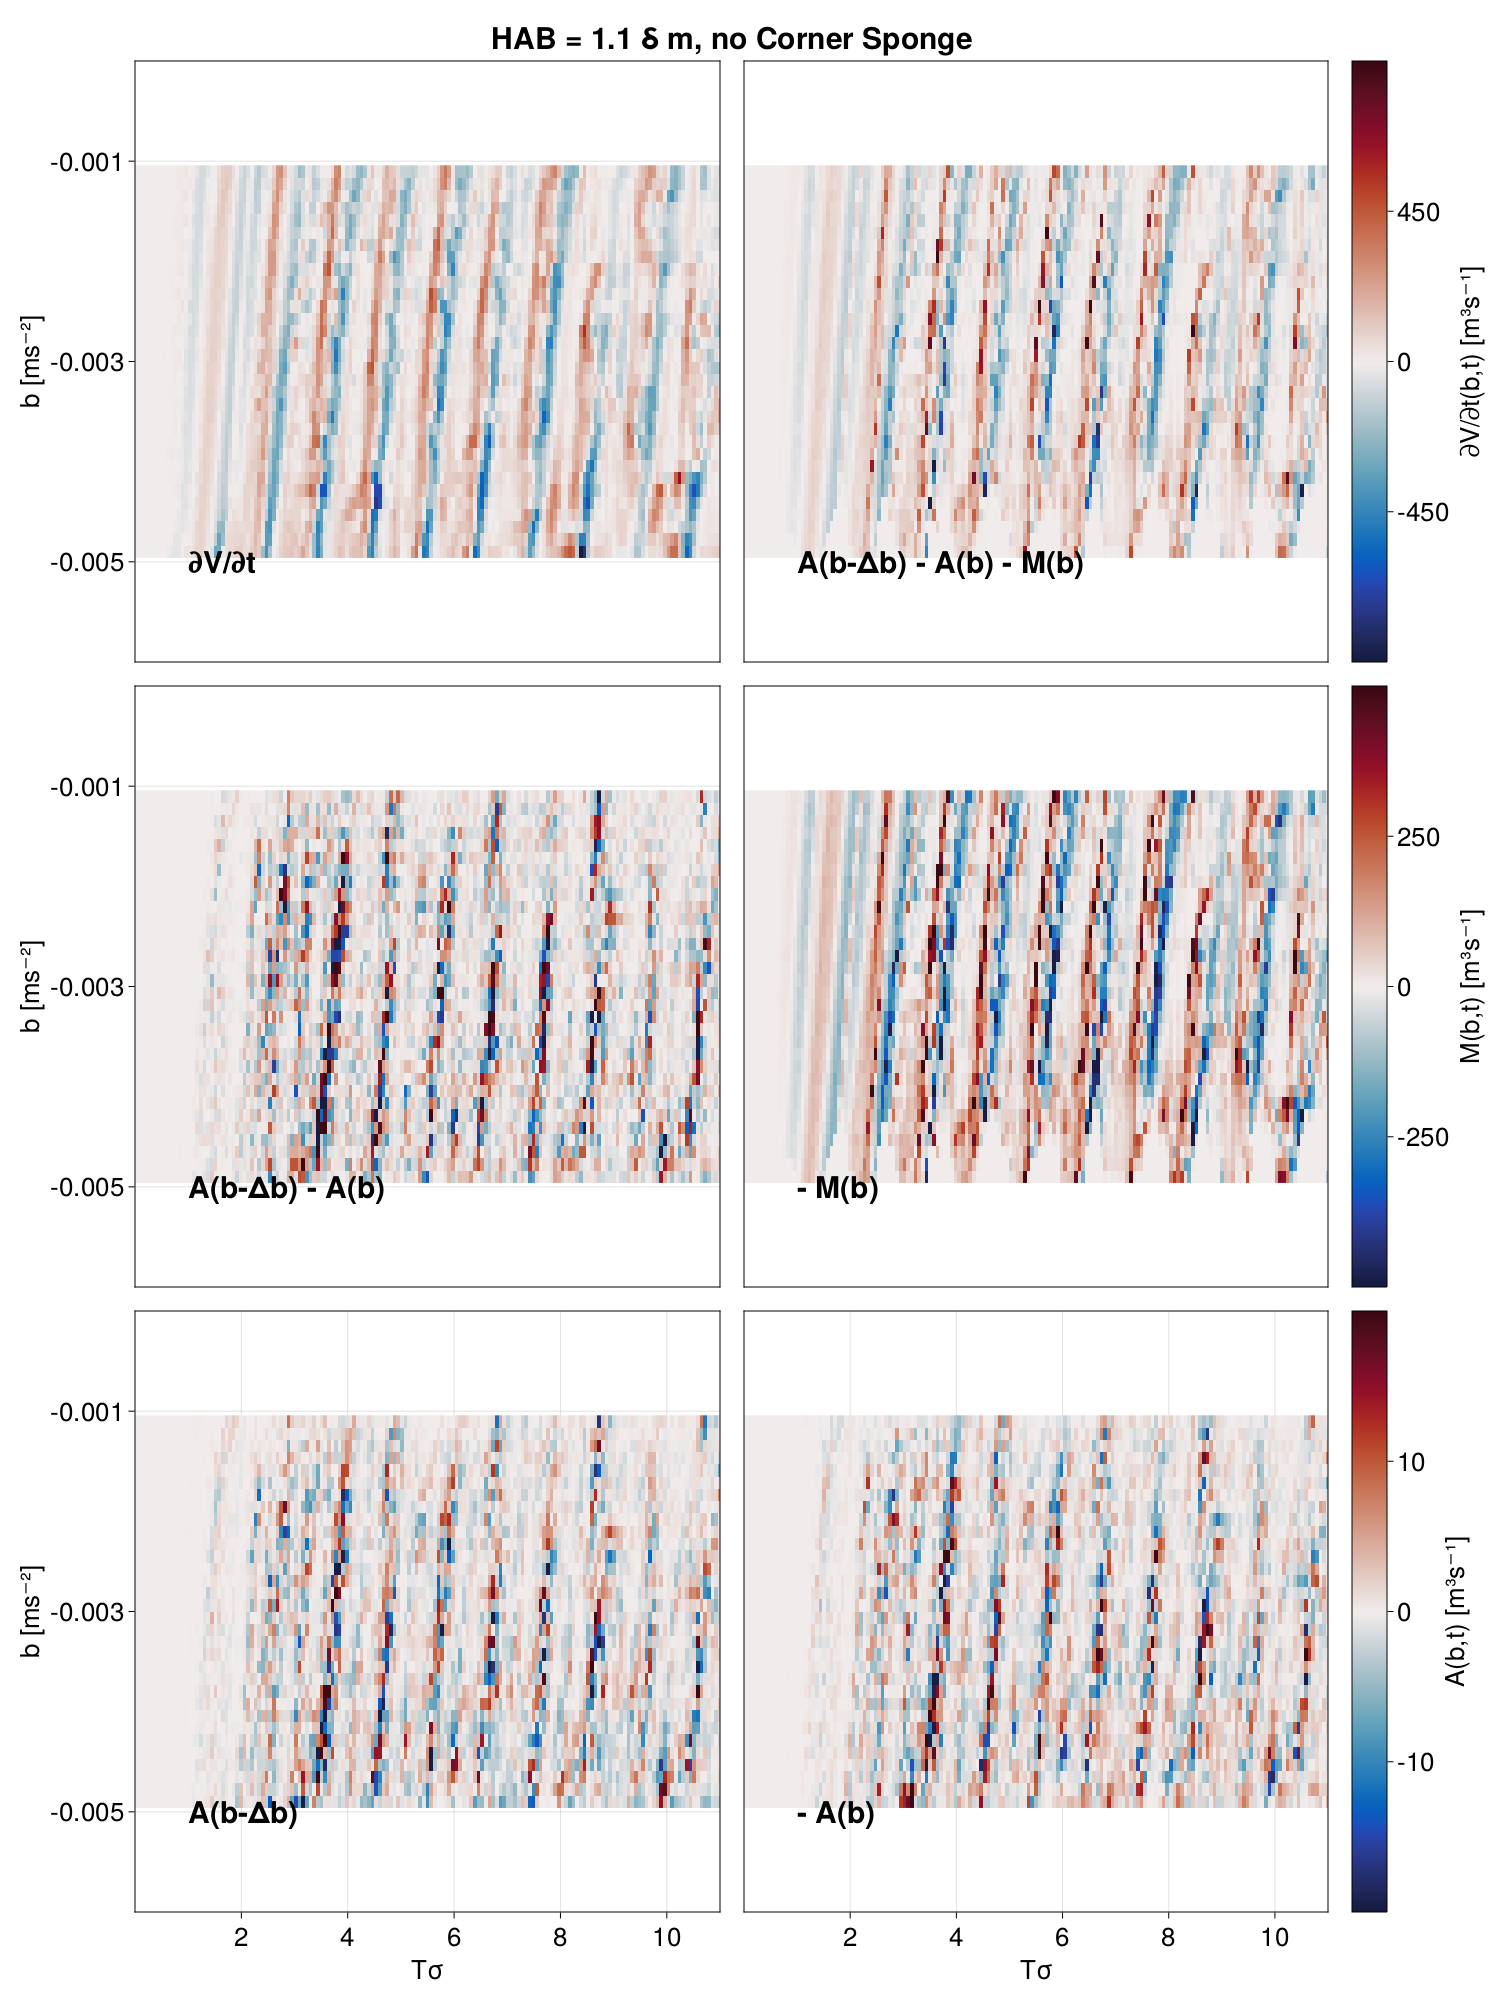 HAB = 1.1 δ m, no Corner Sponge
b [ms⁻²]
-0.001
-0.003
-0.005
∂V/∂t
A(b-Δb) - A(b) - M(b)
450
0
-450
∂V/∂t(b,t) [m³s⁻¹]
b [ms⁻²]
-0.001
-0.003
-0.005
A(b-Δb) - A(b)
- M(b)
250
0
-250
M(b,t) [m³s⁻¹]
b [ms⁻²]
-0.001
-0.003
-0.005
A(b-Δb)
- A(b)
10
0
-10
A(b,t) [m³s⁻¹]
2 4 6 8 10
2 4 6 8 10
Tσ
Tσ